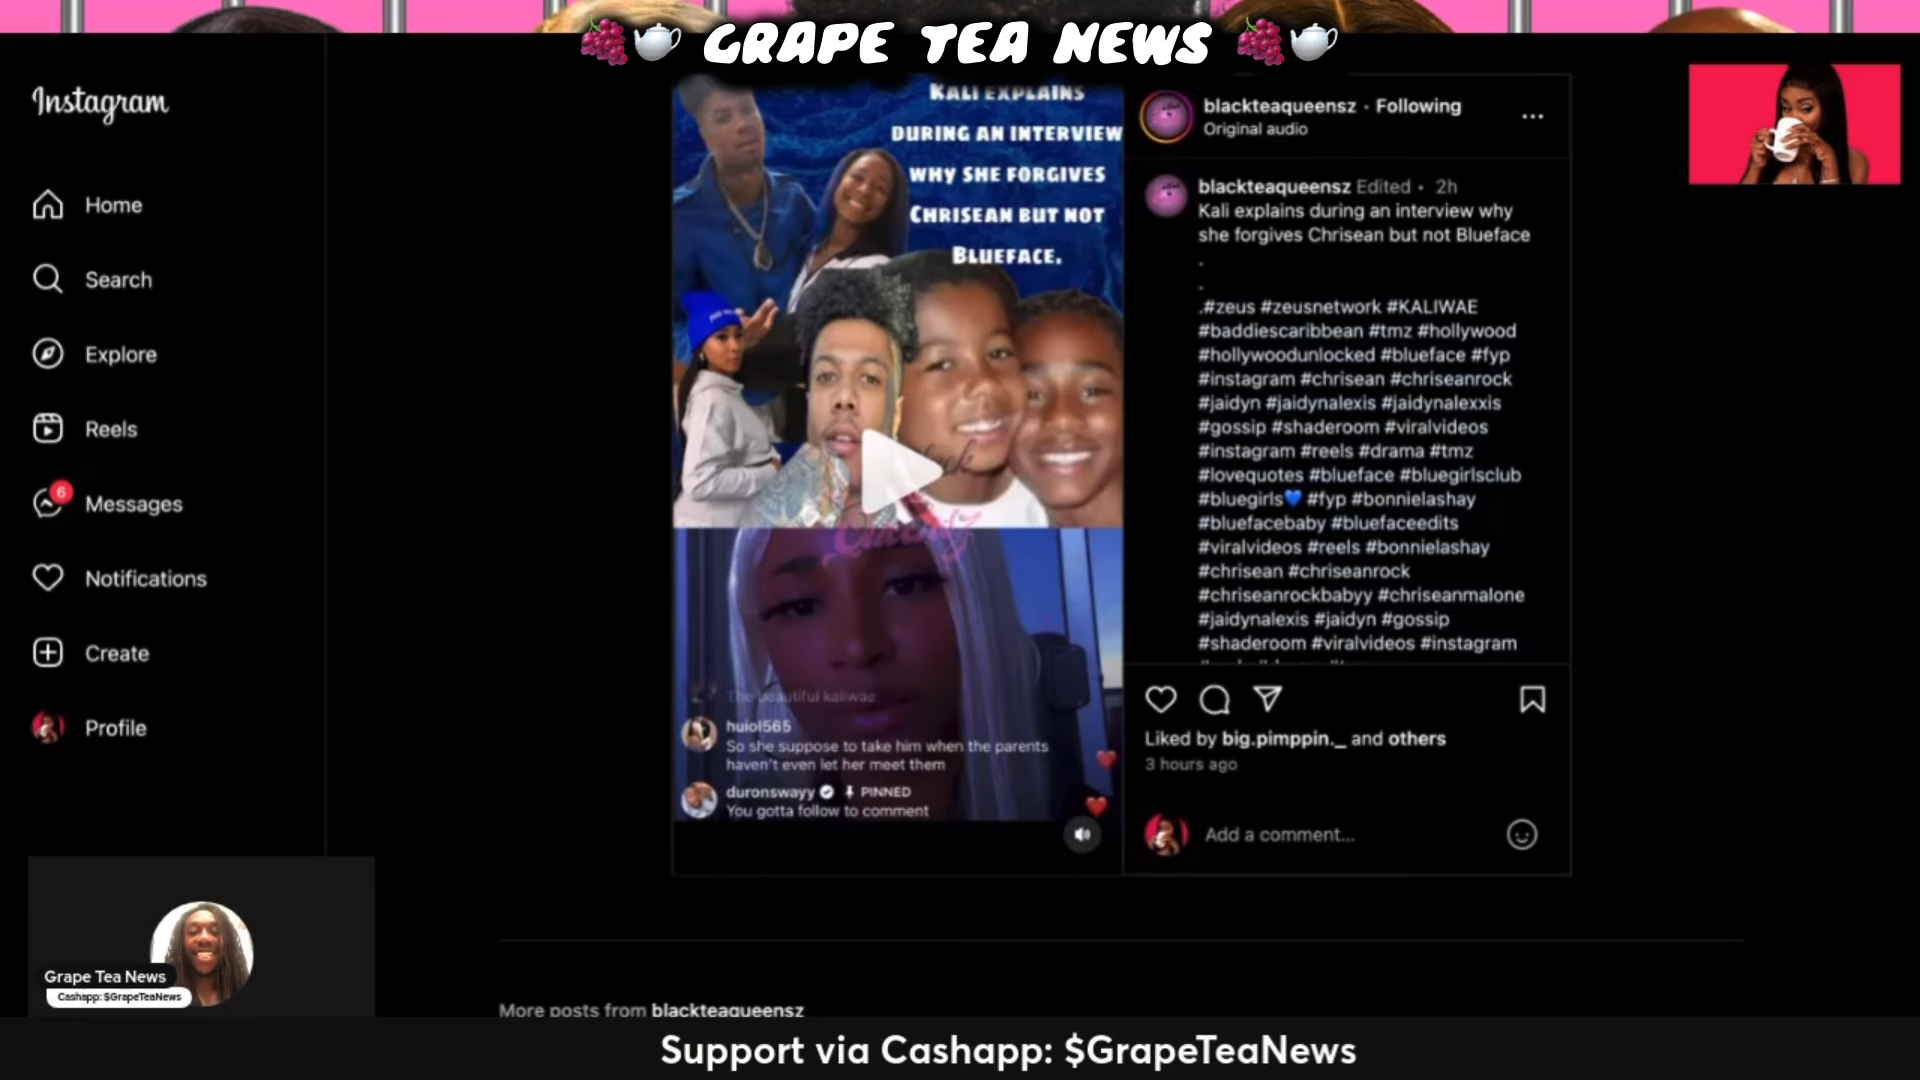 GRAPE TEA NEWS
Instagram
Home
Search
Explore
Reels
6
Messages
Notifications
Create
Profile
KALI EXPLAINS
DURING AN INTERVIEW
WHY SHE FORGIVES
CHRISEAN BUT NOT
BLUEFACE.
The beautiful kaliwae
huiol565
So she suppose to take him when the parents
haven't even let her meet them
duronswayy PINNED
You gotta follow to comment
blackteaqueensz • Following
Original audio
blackteaqueensz Edited • 2h
Kali explains during an interview why
she forgives Chrisean but not Blueface
.
.
.#zeus #zeusnetwork #KALIWAE
#baddiescaribbean #tmz #hollywood
#hollywoodunlocked #blueface #fyp
#instagram #chrisean #chriseanrock
#jaidyn #jaidynalexis #jaidynalexxis
#gossip #shaderoom #viralvideos
#instagram #reels #drama #tmz
#lovequotes #blueface #bluegirlsclub
#bluegirls💙 #fyp #bonnielashay
#bluefacebaby #bluefaceedits
#viralvideos #reels #bonnielashay
#chrisean #chriseanrock
#chriseanrockbabyy #chriseanmalone
#jaidynalexis #jaidyn #gossip
#shaderoom #viralvideos #instagram
Liked by big.pimppin._ and others
3 hours ago
Add a comment...
Grape Tea News
Cashapp: $GrapeTeaNews
More posts from blackteaqueensz
Support via Cashapp: $GrapeTeaNews